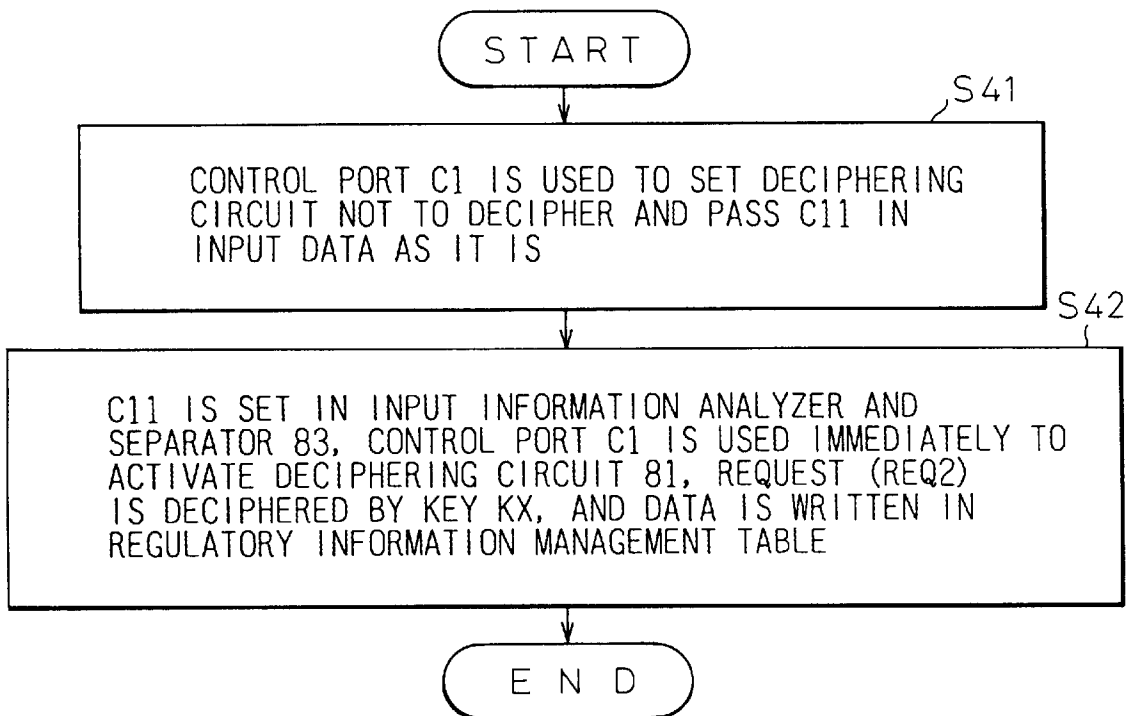 START
S41
CONTROL PORT C1 IS USED TO SET DECIPHERING
CIRCUIT NOT TO DECIPHER AND PASS C11 IN
INPUT DATA AS IT IS
S42
C11 IS SET IN INPUT INFORMATION ANALYZER AND
SEPARATOR 83, CONTROL PORT C1 IS USED IMMEDIATELY TO
ACTIVATE DECIPHERING CIRCUIT 81, REQUEST (REQ2)
IS DECIPHERED BY KEY KX, AND DATA IS WRITTEN IN
REGULATORY INFORMATION MANAGEMENT TABLE
END